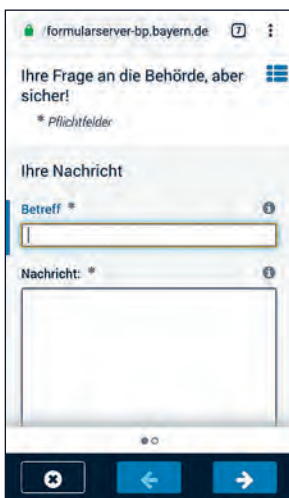 /formularserver-bp.bayern.de 7
Ihre Frage an die Behörde, aber
sicher!
* Pflichtfelder
Ihre Nachricht
Betreff *
Nachricht: *